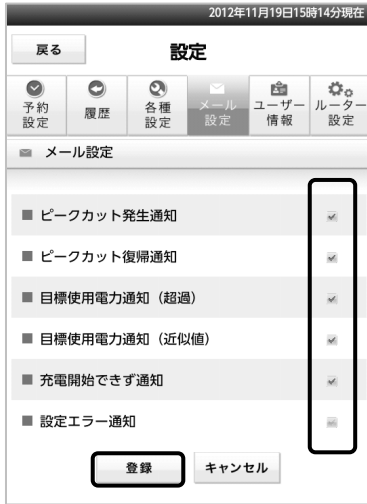 2012年11月19日15時14分現在
戻る
設定
予約
設定
履歴
各種
設定
メール
設定
ユーザー
情報
ルーター
設定
メール設定
ピークカット発生通知
ピークカット復帰通知
目標使用電力通知（超過）
目標使用電力通知（近似値）
充電開始できず通知
設定エラー通知
登録
キャンセル